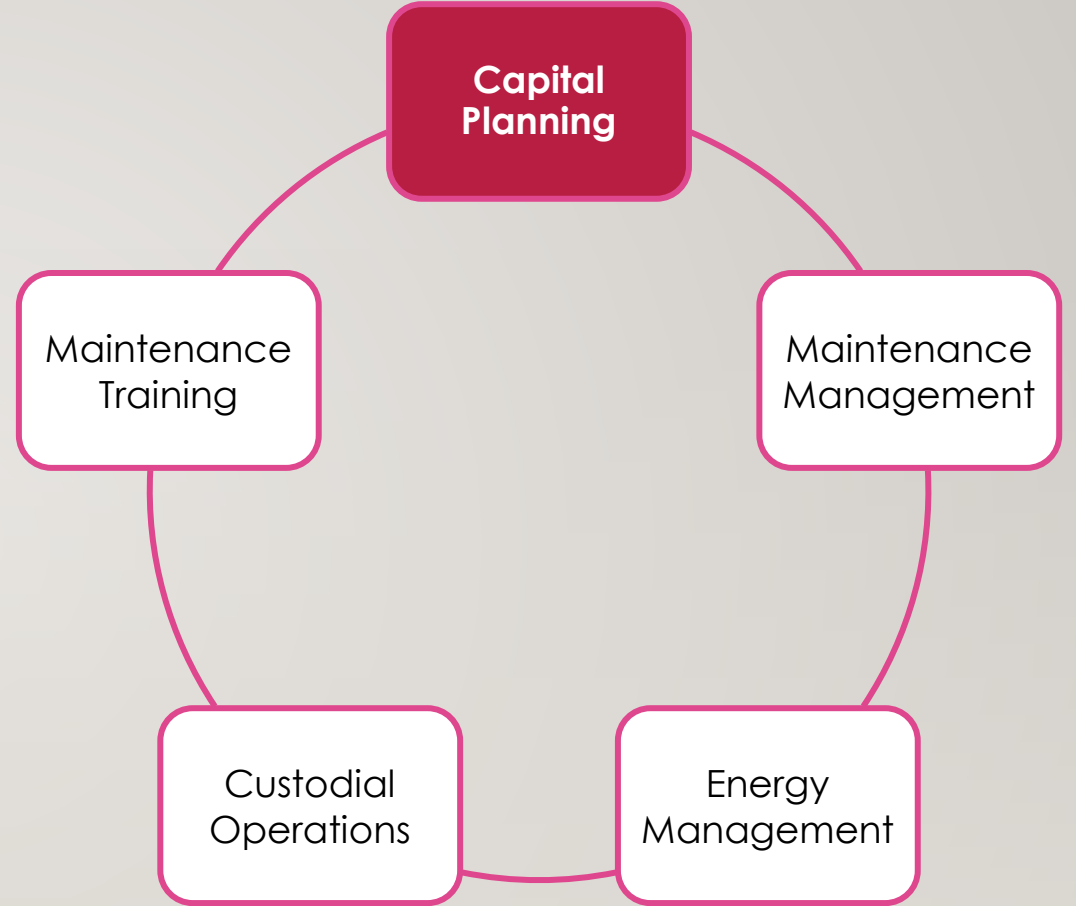 Capital
Planning
Maintenance
Training
Maintenance
Management
Custodial
Operations
Energy
Management